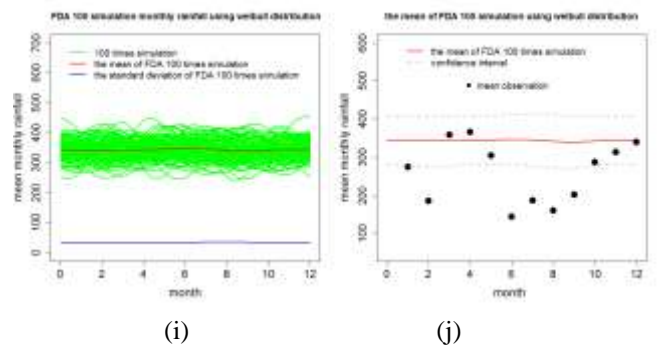 FDA 100 simulation monthly rainfall using weibull distribution
700
600
500
400
300
200
100
0
mean monthly rainfall
100 times simulation
the mean of FDA 100 times simulation
the standard deviation of FDA 100 times simulation
0 2 4 6 8 10 12
month
(i)
the mean of FDA 100 simulation using weibull distribution
600
500
400
300
200
100
mean monthly rainfall
the mean of FDA 100 times simulation
confidence interval
mean observation
0 2 4 6 8 10 12
month
(j)